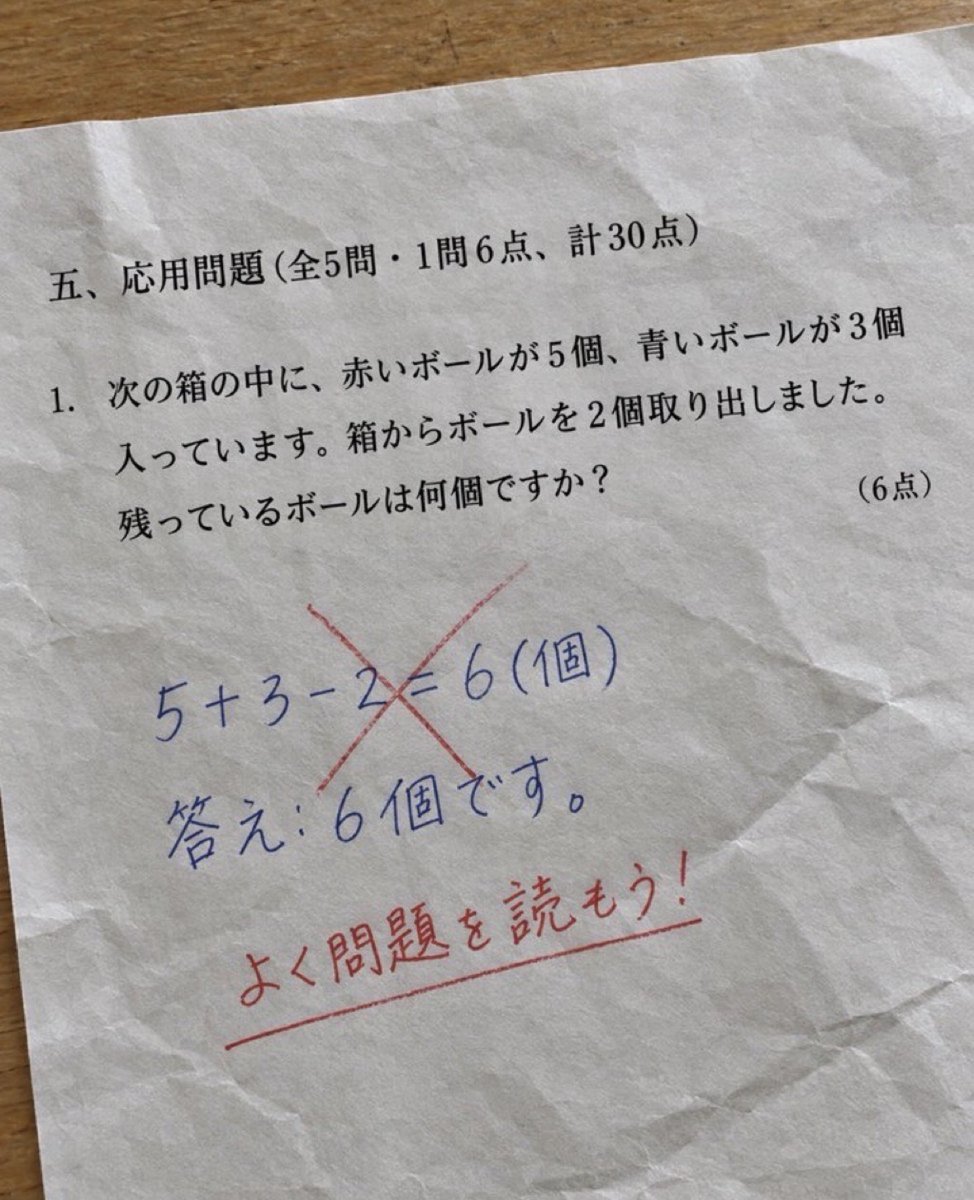 五、応用問題（全5問・1問6点、計30点）
1. 次の箱の中に、赤いボールが5個、青いボールが3個
入っています。箱からボールを2個取り出しました。
残っているボールは何個ですか？ （6点）
5+3-2=6(個)
答え:6個です。
よく問題を読もう!